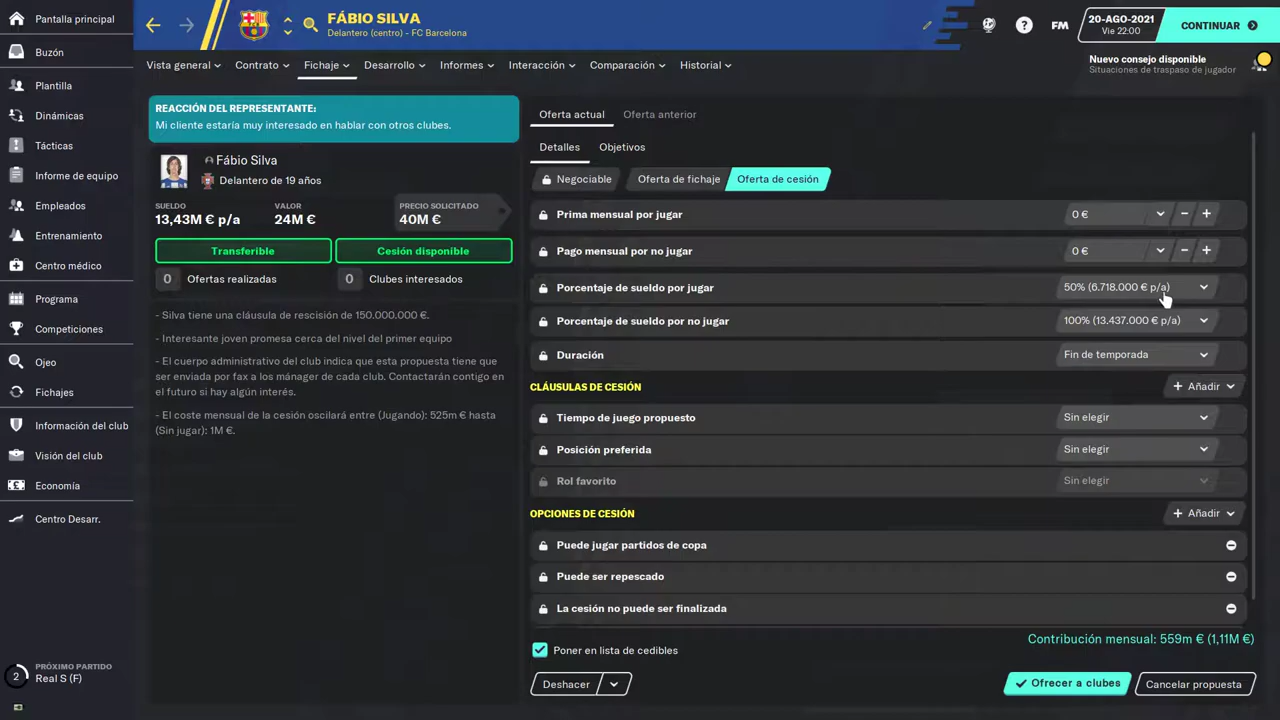 Pantalla principal
FÁBIO SILVA
Delantero (centro) - FC Barcelona
FM
20-AGO-2021
Vie 22:00
CONTINUAR
Buzón
Plantilla
Dinámicas
Tácticas
Informe de equipo
Empleados
Entrenamiento
Centro médico
Programa
Competiciones
Ojeo
Fichajes
Información del club
Visión del club
Economía
Centro Desarr.
2
PRÓXIMO PARTIDO
Real S (F)
Vista general
Contrato
Fichaje
Desarrollo
Informes
Interacción
Comparación
Historial
Nuevo consejo disponible
Situaciones de traspaso de jugador
REACCIÓN DEL REPRESENTANTE:
Mi cliente estaría muy interesado en hablar con otros clubes.
Fábio Silva
Delantero de 19 años
SUELDO
13,43M € p/a
VALOR
24M €
PRECIO SOLICITADO
40M €
Transferible
Cesión disponible
0 Ofertas realizadas
0 Clubes interesados
- Silva tiene una cláusula de rescisión de 150.000.000 €.
- Interesante joven promesa cerca del nivel del primer equipo
- El cuerpo administrativo del club indica que esta propuesta tiene que
ser enviada por fax a los mánager de cada club. Contactarán contigo en
el futuro si hay algún interés.
- El coste mensual de la cesión oscilará entre (Jugando): 525m € hasta
(Sin jugar): 1M €.
Oferta actual
Oferta anterior
Detalles
Objetivos
Negociable
Oferta de fichaje
Oferta de cesión
Prima mensual por jugar
0 €
Pago mensual por no jugar
0 €
Porcentaje de sueldo por jugar
50% (6.718.000 € p/a)
Porcentaje de sueldo por no jugar
100% (13.437.000 € p/a)
Duración
Fin de temporada
CLÁUSULAS DE CESIÓN
+ Añadir
Tiempo de juego propuesto
Sin elegir
Posición preferida
Sin elegir
Rol favorito
Sin elegir
OPCIONES DE CESIÓN
+ Añadir
Puede jugar partidos de copa
Puede ser repescado
La cesión no puede ser finalizada
Contribución mensual: 559m € (1,11M €)
Poner en lista de cedibles
Deshacer
Ofrecer a clubes
Cancelar propuesta